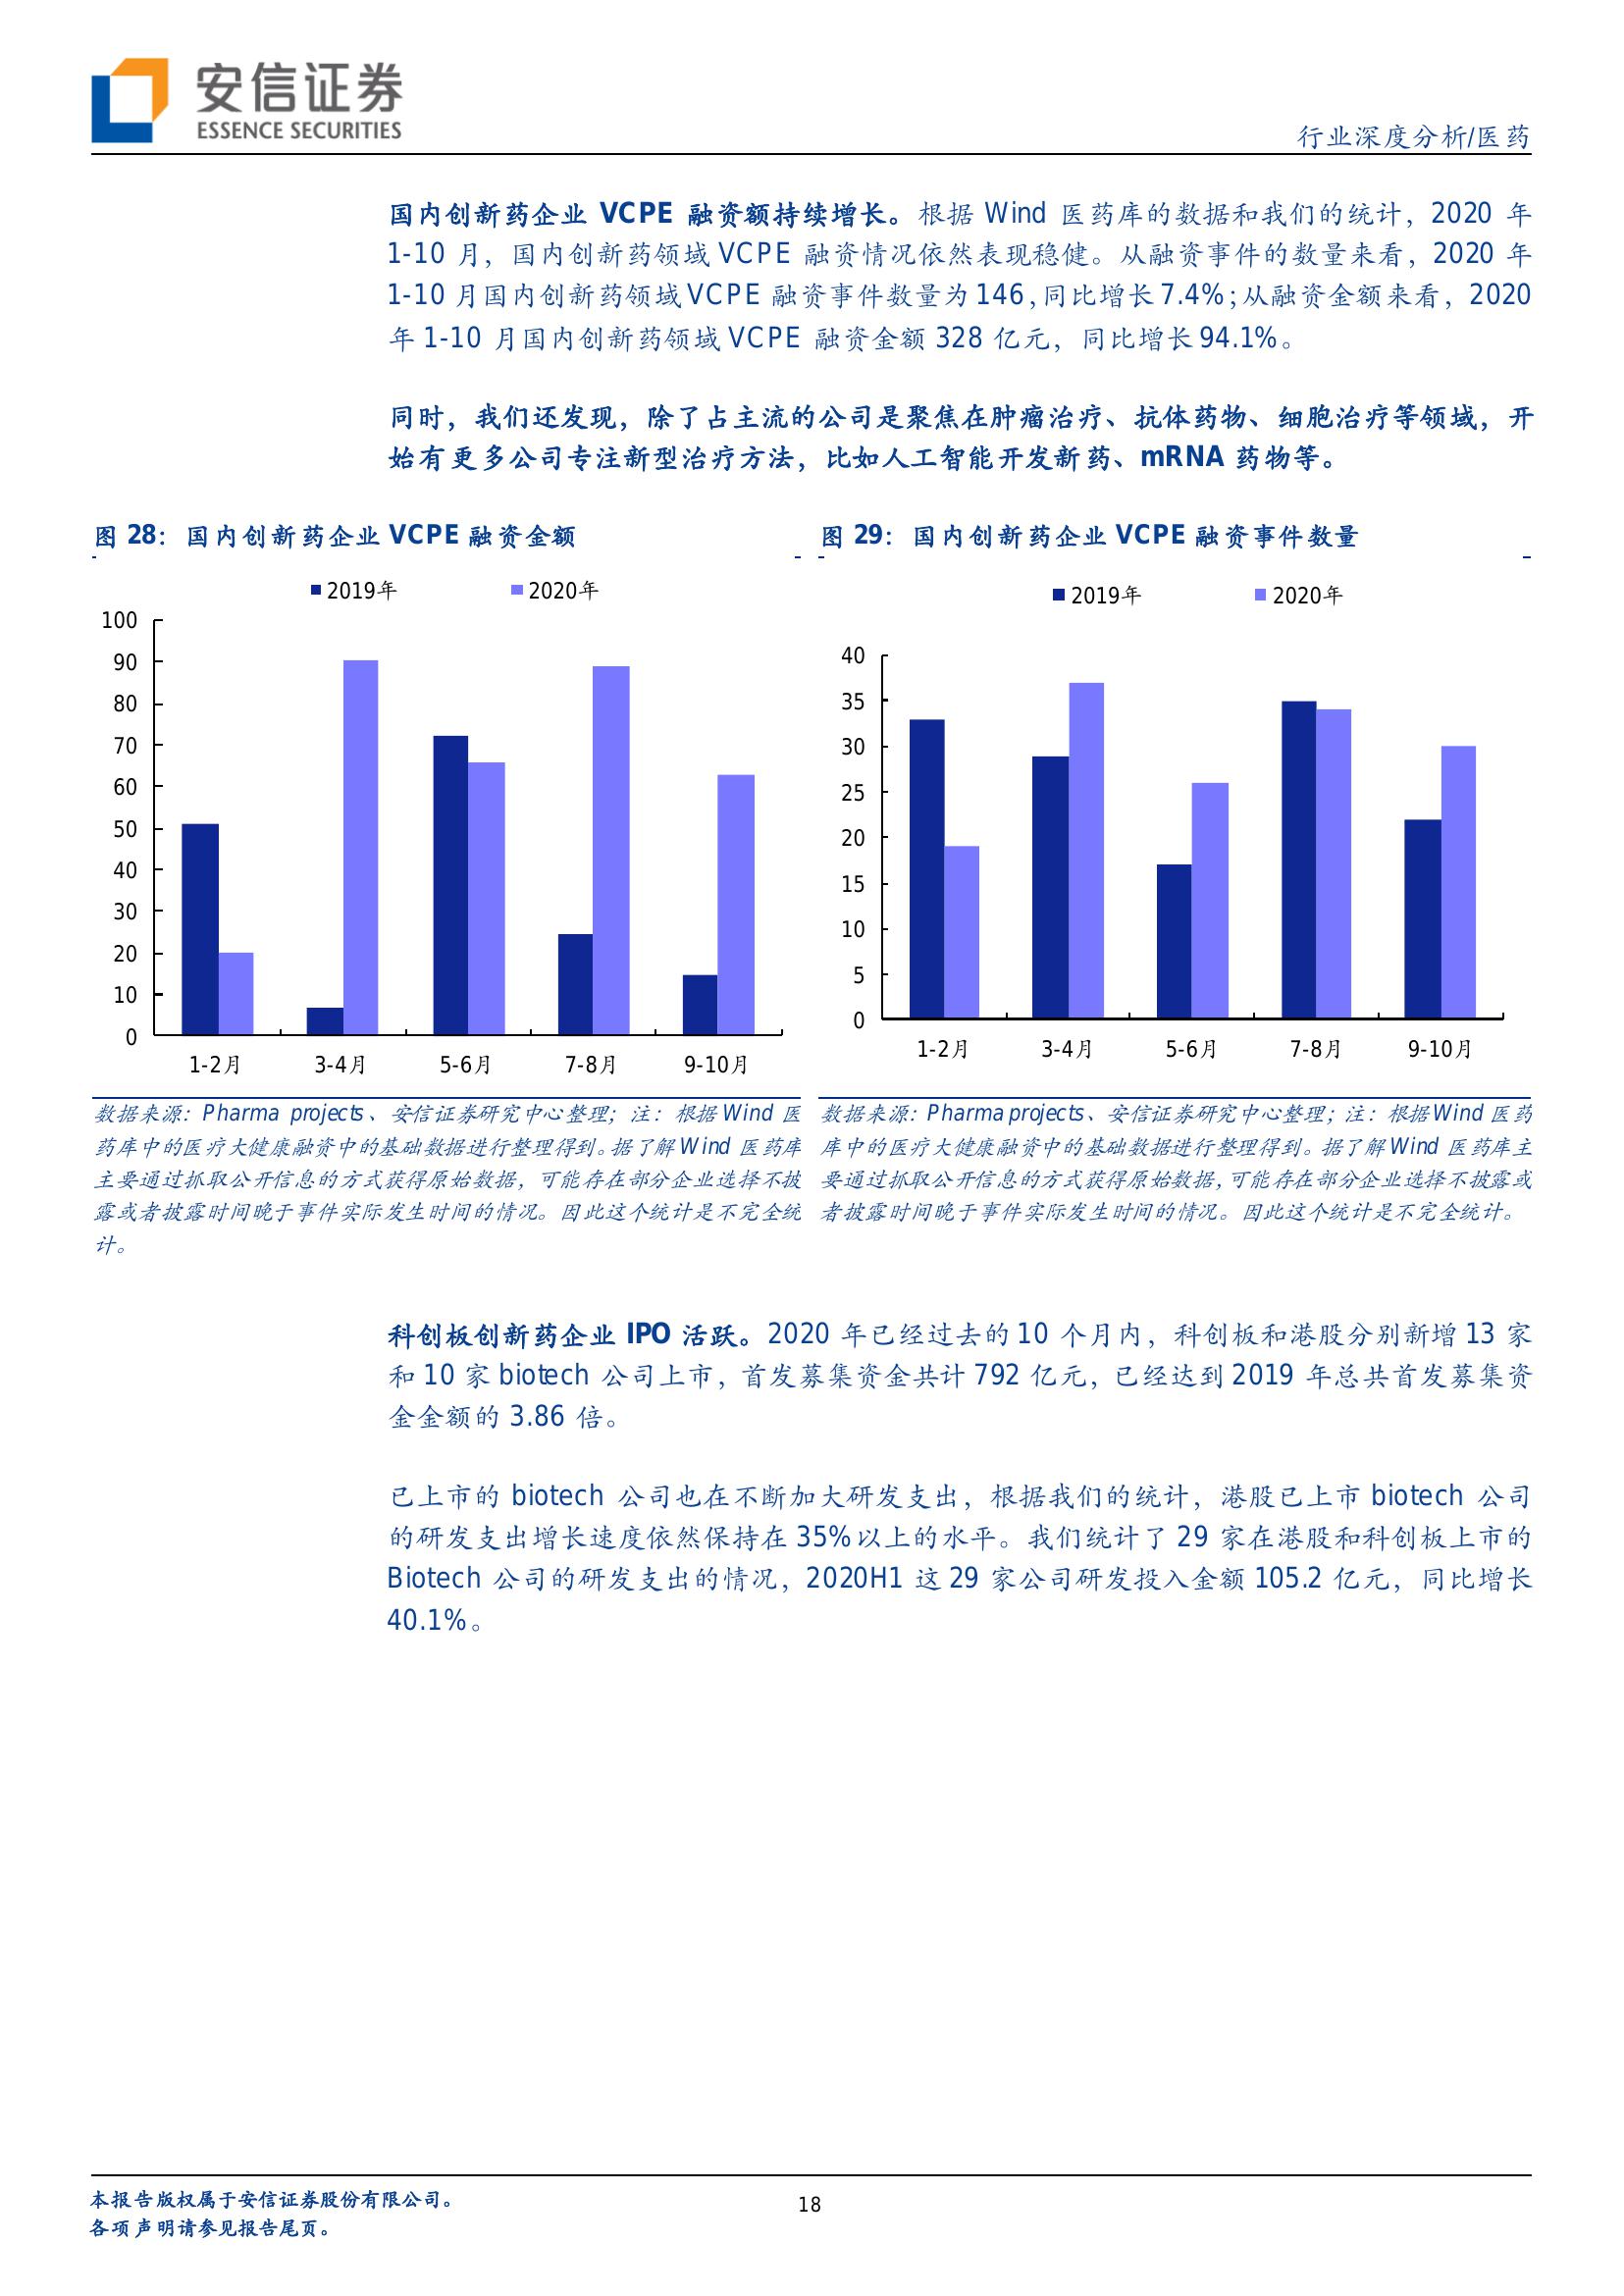 安信证券
ESSENCE SECURITIES
行业深度分析/医药
国内创新药企业 VCPE 融资额持续增长。根据 Wind 医药库的数据和我们的统计，2020 年
1-10 月，国内创新药领域 VCPE 融资情况依然表现稳健。从融资事件的数量来看，2020 年
1-10 月国内创新药领域 VCPE 融资事件数量为 146，同比增长 7.4%；从融资金额来看，2020
年 1-10 月国内创新药领域 VCPE 融资金额 328 亿元，同比增长 94.1%。
同时，我们还发现，除了占主流的公司是聚焦在肿瘤治疗、抗体药物、细胞治疗等领域，开
始有更多公司专注新型治疗方法，比如人工智能开发新药、mRNA 药物等。
图 28：国内创新药企业 VCPE 融资金额
2019年 2020年
100
90
80
70
60
50
40
30
20
10
0
1-2月 3-4月 5-6月 7-8月 9-10月
数据来源：Pharma projects、安信证券研究中心整理；注：根据 Wind 医
药库中的医疗大健康融资中的基础数据进行整理得到。据了解 Wind 医药库
主要通过抓取公开信息的方式获得原始数据，可能存在部分企业选择不披
露或者披露时间晚于事件实际发生时间的情况。因此这个统计是不完全统
计。
图 29：国内创新药企业 VCPE 融资事件数量
2019年 2020年
40
35
30
25
20
15
10
5
0
1-2月 3-4月 5-6月 7-8月 9-10月
数据来源：Pharma projects、安信证券研究中心整理；注：根据 Wind 医药
库中的医疗大健康融资中的基础数据进行整理得到。据了解 Wind 医药库主
要通过抓取公开信息的方式获得原始数据，可能存在部分企业选择不披露或
者披露时间晚于事件实际发生时间的情况。因此这个统计是不完全统计。
科创板创新药企业 IPO 活跃。2020 年已经过去的 10 个月内，科创板和港股分别新增 13 家
和 10 家 biotech 公司上市，首发募集资金共计 792 亿元，已经达到 2019 年总共首发募集资
金金额的 3.86 倍。
已上市的 biotech 公司也在不断加大研发支出，根据我们的统计，港股已上市 biotech 公司
的研发支出增长速度依然保持在 35%以上的水平。我们统计了 29 家在港股和科创板上市的
Biotech 公司的研发支出的情况，2020H1 这 29 家公司研发投入金额 105.2 亿元，同比增长
40.1%。
本报告版权属于安信证券股份有限公司。
各项声明请参见报告尾页。
18